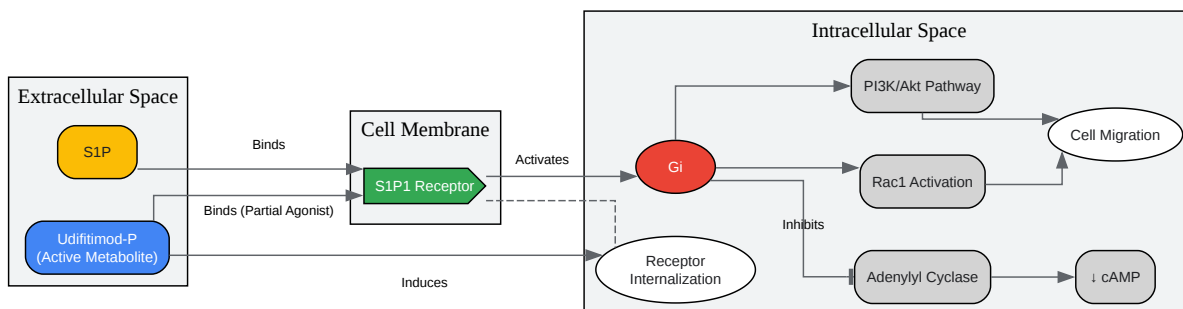 Extracellular Space
S1P
Udifitimod-P
(Active Metabolite)
Binds
Binds (Partial Agonist)
Induces
Cell Membrane
S1P1 Receptor
Activates
Intracellular Space
Gi
Receptor
Internalization
Inhibits
PI3K/Akt Pathway
Rac1 Activation
Adenylyl Cyclase
Cell Migration
↓ cAMP